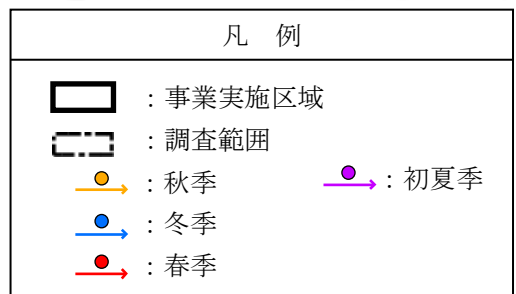 凡 例
：事業実施区域
：調査範囲
：秋季
：初夏季
：冬季
：春季